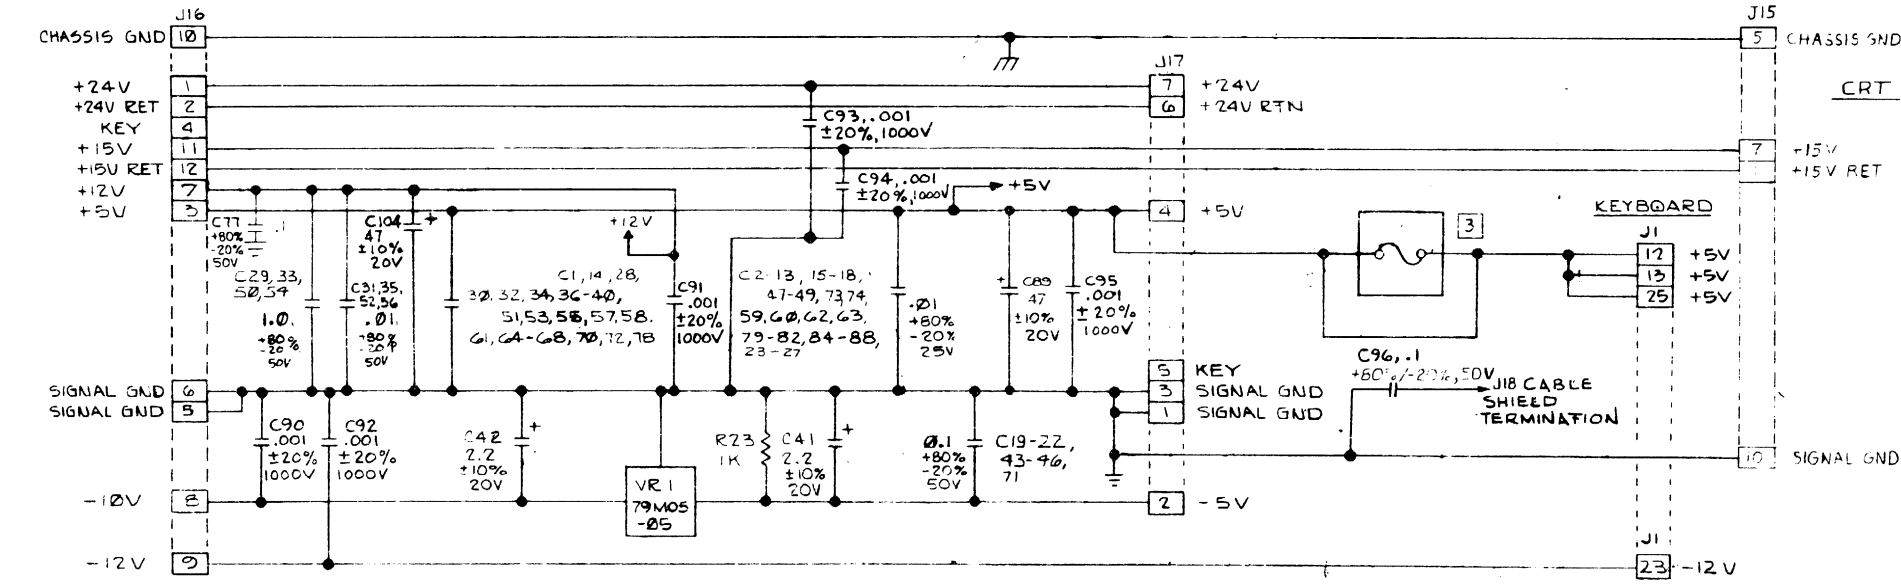 J16
CHASSIS GND 10
+24V 1
+24V RET 2
KEY 4
+15V 11
+15V RET 12
+12V 7
+5V 3
SIGNAL GND 6
SIGNAL GND 5
-10V 8
-12V 9
C77
+80%
-20%
50V
.1
C29,33,
50,54
1.0
+80%
-20%
50V
C31,35,
52,56
.01
+80%
-20%
50V
C104 +
47
±10%
20V
C1,14,28,
30,32,34,36-40,
51,53,55,57,58.
61,64-68,70,72,78
+12V
C91
.001
±20%
1000V
C93,.001
±20%,1000V
C94,.001
±20%,1000V
C2-13, 15-18,
47-49,73,74,
59,60,62,63,
79-82,84-88,
23-27
.01
+80%
-20%
25V
+5V
+ C89
47
±10%
20V
C95
.001
±20%
1000V
C90
.001
±20%
1000V
C92
.001
±20%
1000V
C42 +
2.2
±10%
20V
VR1
79M05
-05
R23
1K
C41 +
2.2
±10%
20V
0.1
+80%
-20%
50V
C19-22,
43-46,
71
J17
7 +24V
6 +24V RTN
4 +5V
5 KEY
3 SIGNAL GND
1 SIGNAL GND
2 -5V
3
C96,.1
+80%/-20%,50V
J18 CABLE
SHIELD
TERMINATION
KEYBOARD
J1
12 +5V
13 +5V
25 +5V
J1
23 -12V
J15
5 CHASSIS GND
CRT
7 +15V
+15V RET
10 SIGNAL GND